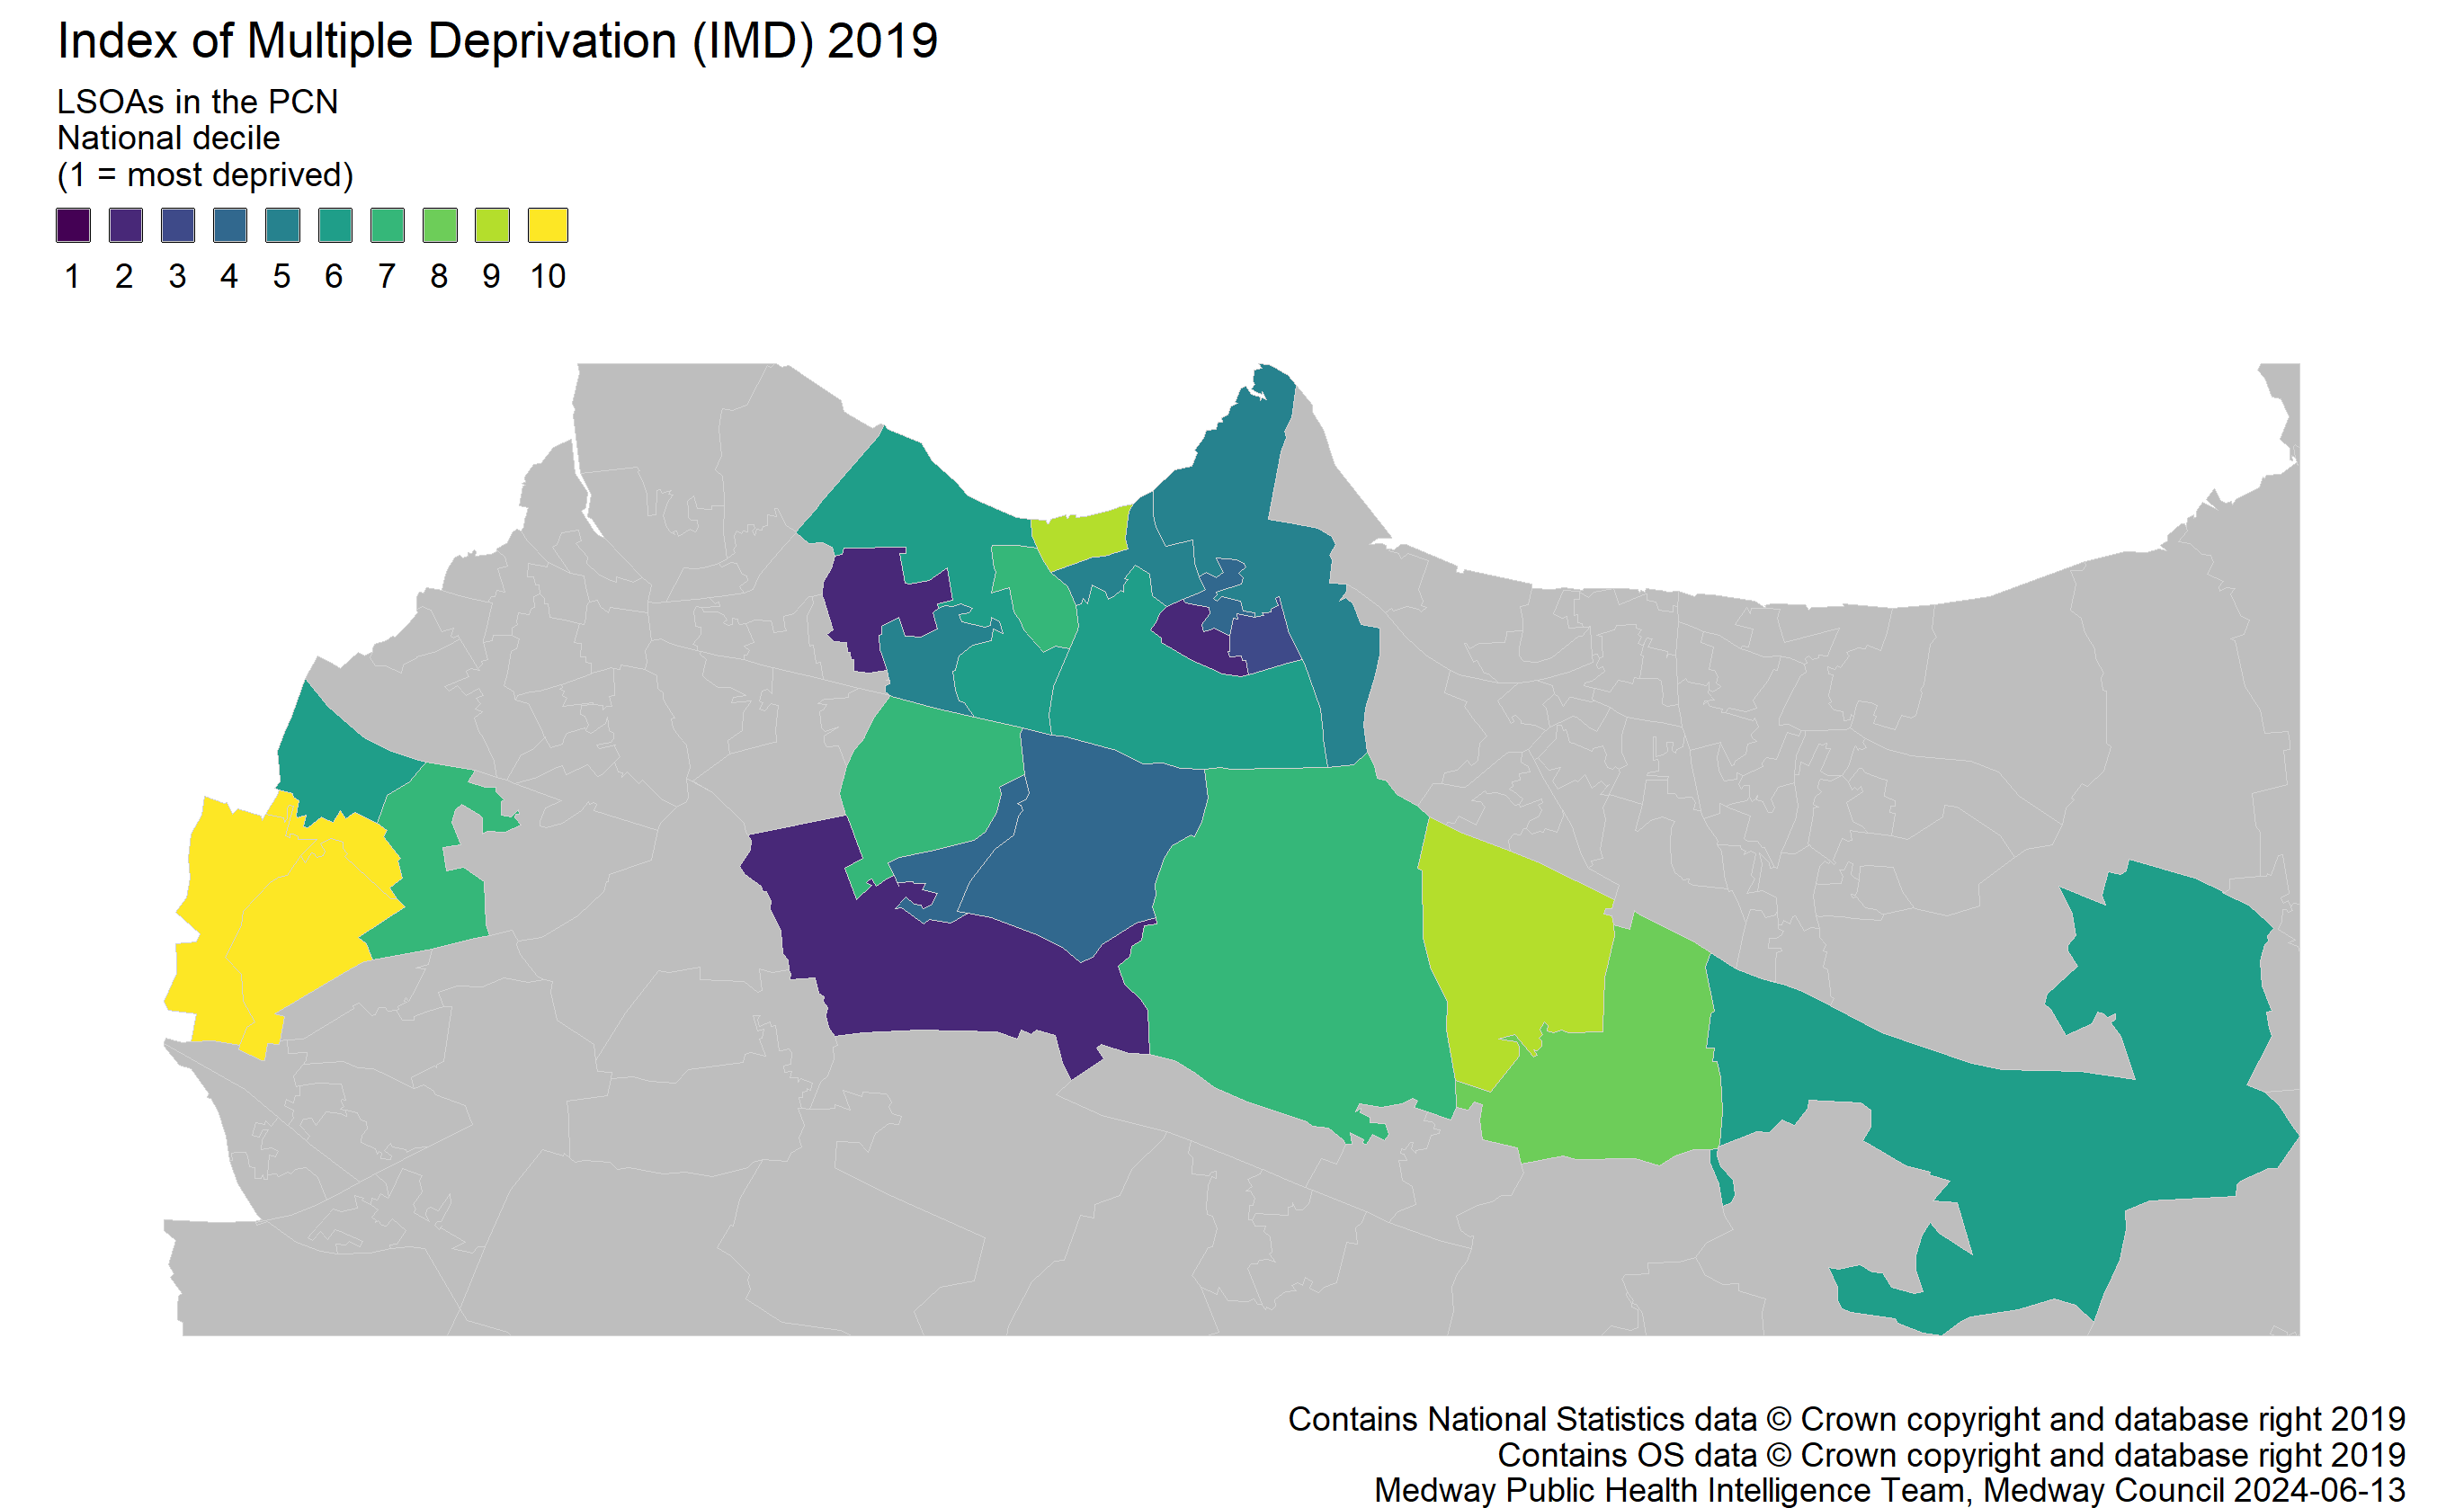 Index of Multiple Deprivation (IMD) 2019
LSOAs in the PCN
National decile
(1 = most deprived)
1 2 3 4 5 6 7 8 9 10
Contains National Statistics data © Crown copyright and database right 2019
Contains OS data © Crown copyright and database right 2019
Medway Public Health Intelligence Team, Medway Council 2024-06-13